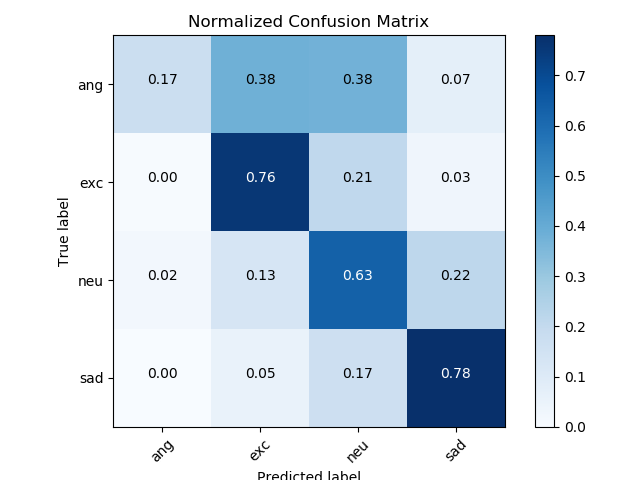 Normalized Confusion Matrix
ang 0.17 0.38 0.38 0.07
exc 0.00 0.76 0.21 0.03
neu 0.02 0.13 0.63 0.22
sad 0.00 0.05 0.17 0.78
True label
ang exc neu sad
Predicted label
0.7
0.6
0.5
0.4
0.3
0.2
0.1
0.0